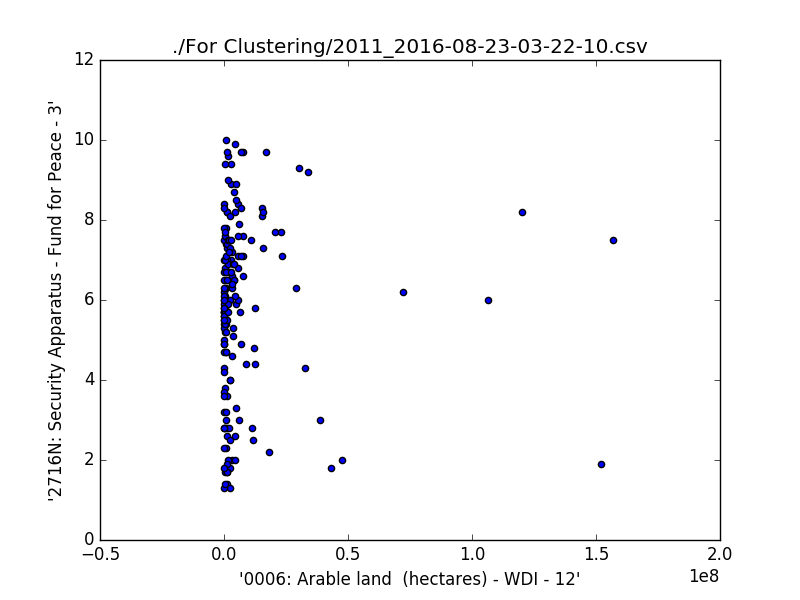 ./For Clustering/2011_2016-08-23-03-22-10.csv
12
10
8
6
4
2
0
'2716N: Security Apparatus - Fund for Peace - 3'
−0.5 0.0 0.5 1.0 1.5 2.0
1e8
'0006: Arable land  (hectares) - WDI - 12'